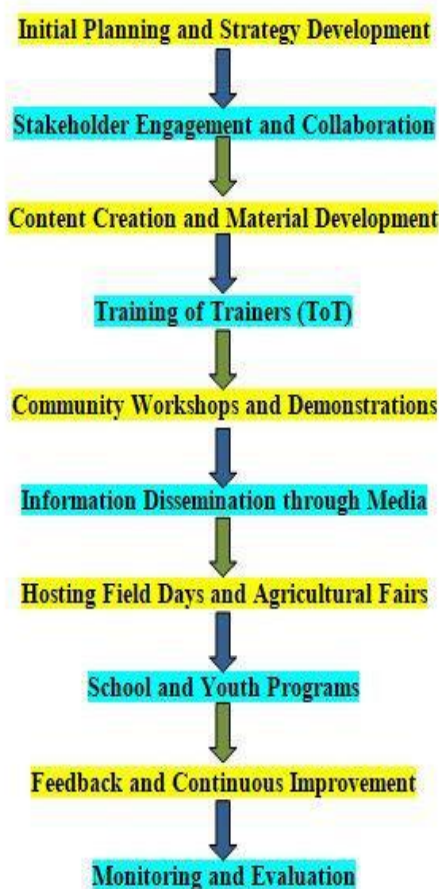 Initial Planning and Strategy Development
Stakeholder Engagement and Collaboration
Content Creation and Material Development
Training of Trainers (ToT)
Community Workshops and Demonstrations
Information Dissemination through Media
Hosting Field Days and Agricultural Fairs
School and Youth Programs
Feedback and Continuous Improvement
Monitoring and Evaluation